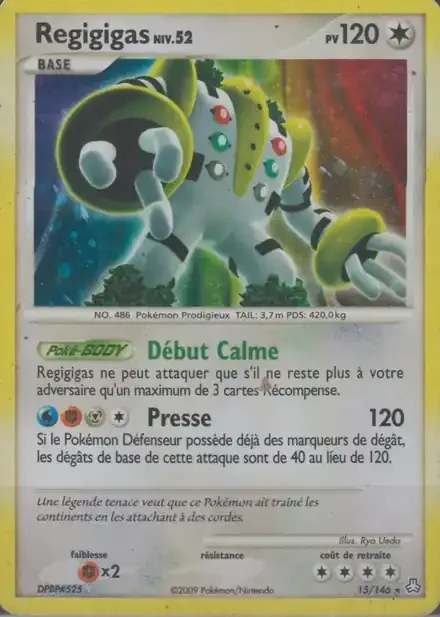 Regigigas NIV.52 PV 120
BASE
NO. 486 Pokémon Prodigieux TAIL: 3,7 m PDS: 420,0 kg
Poké-BODY Début Calme
Regigigas ne peut attaquer que s'il ne reste plus à votre
adversaire qu'un maximum de 3 cartes Récompense.
Presse 120
Si le Pokémon Défenseur possède déjà des marqueurs de dégât,
les dégâts de base de cette attaque sont de 40 au lieu de 120.
Une légende tenace veut que ce Pokémon ait traîné les
continents en les attachant à des cordes.
Illus. Ryo Ueda
faiblesse résistance coût de retraite
x2
DPBP#525 ©2009 Pokémon/Nintendo 15/146